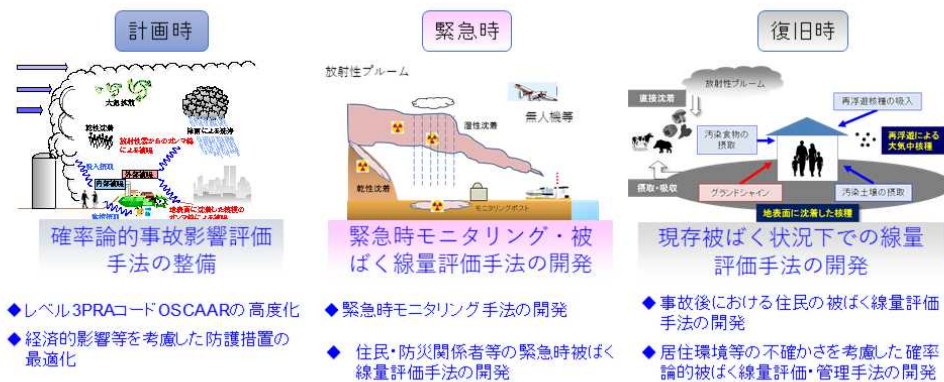 計画時
大気拡散
乾性沈着
降雨による洗浄
放射性雲からのガンマ線
による被ばく
吸入摂取
外部被ばく
内部被ばく
地表面に沈着した核種の
ガンマ線による被ばく
確率論的事故影響評価
手法の整備
◆レベル3PRAコードOSCAARの高度化
◆経済的影響等を考慮した防護措置の
最適化
緊急時
放射性プルーム
無人機等
湿性沈着
乾性沈着
モニタリングポスト
緊急時モニタリング・被
ばく線量評価手法の開発
◆緊急時モニタリング手法の開発
◆ 住民・防災関係者等の緊急時被ばく
線量評価手法の開発
復旧時
放射性プルーム
直接沈着
再浮遊核種の吸入
汚染食物の
摂取
再浮遊による
大気中核種
摂取・吸収
グランドシャイン
汚染土壌の摂取
地表面に沈着した核種
現存被ばく状況下での線量
評価手法の開発
◆事故後における住民の被ばく線量評価
手法の開発
◆居住環境等の不確かさを考慮した確率
論的被ばく線量評価・管理手法の開発